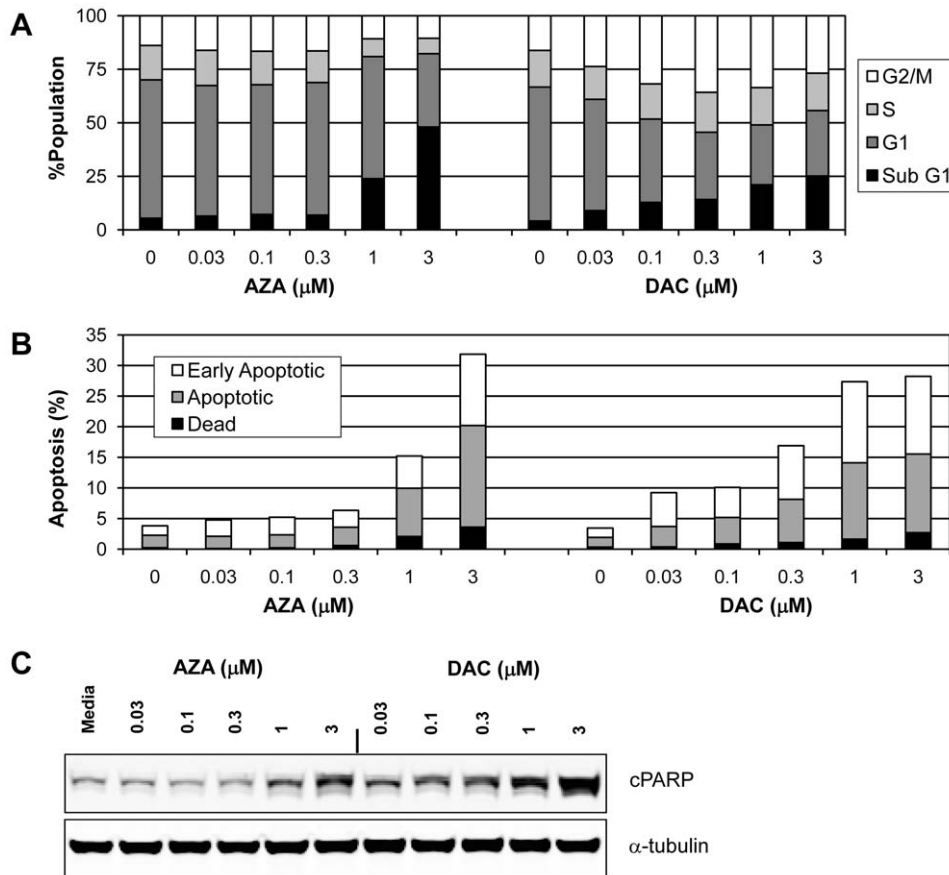 A
%Population
100
75
50
25
0
0 0.03 0.1 0.3 1 3 0 0.03 0.1 0.3 1 3
AZA (μM) DAC (μM)
G2/M
S
G1
Sub G1
B
Apoptosis (%)
35
30
25
20
15
10
5
0
Early Apoptotic
Apoptotic
Dead
0 0.03 0.1 0.3 1 3 0 0.03 0.1 0.3 1 3
AZA (μM) DAC (μM)
C
AZA (μM) DAC (μM)
Media 0.03 0.1 0.3 1 3 0.03 0.1 0.3 1 3
cPARP
α-tubulin